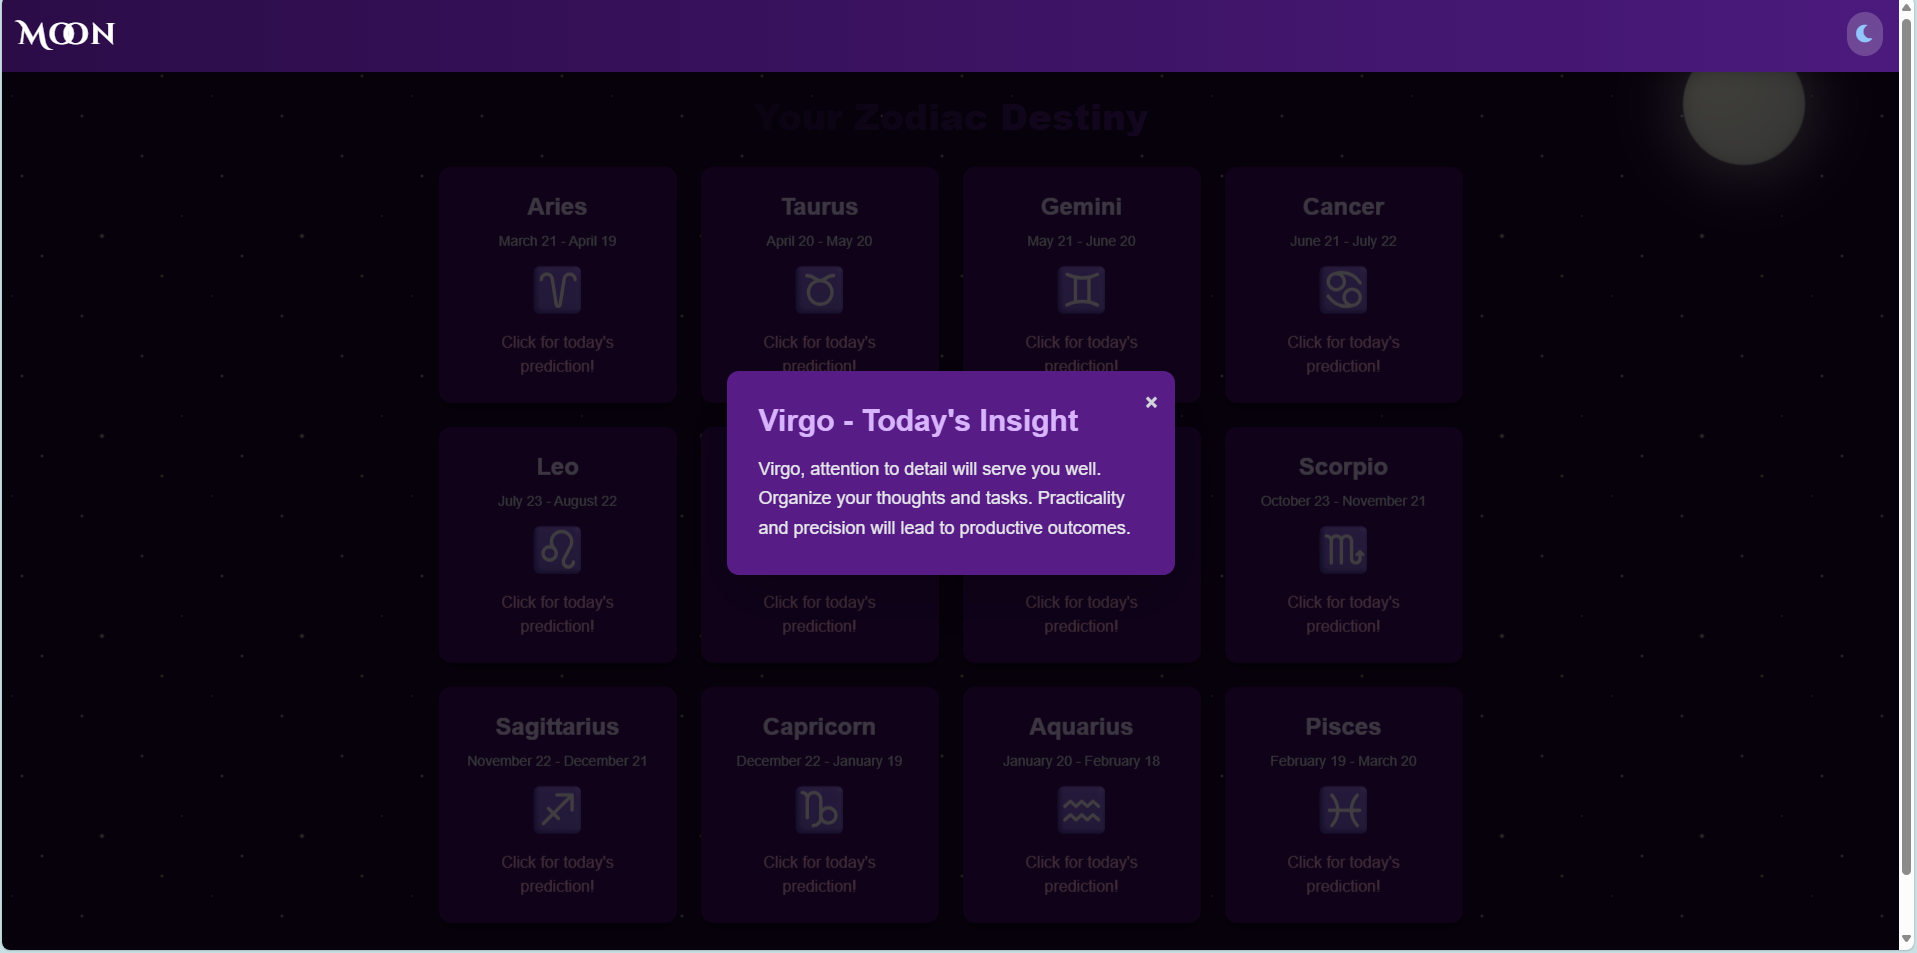 MOON
Your Zodiac Destiny
Aries
March 21 - April 19
Click for today's
prediction!
Taurus
April 20 - May 20
Click for today's
prediction!
Gemini
May 21 - June 20
Click for today's
prediction!
Cancer
June 21 - July 22
Click for today's
prediction!
Virgo - Today's Insight
×
Virgo, attention to detail will serve you well.
Organize your thoughts and tasks. Practicality
and precision will lead to productive outcomes.
Leo
July 23 - August 22
Click for today's
prediction!
Click for today's
prediction!
Click for today's
prediction!
Scorpio
October 23 - November 21
Click for today's
prediction!
Sagittarius
November 22 - December 21
Click for today's
prediction!
Capricorn
December 22 - January 19
Click for today's
prediction!
Aquarius
January 20 - February 18
Click for today's
prediction!
Pisces
February 19 - March 20
Click for today's
prediction!